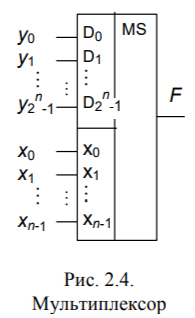 y₀ D₀ MS
y₁ D₁
⋮ ⋮ ⋮
y₂ⁿ₋₁ D₂ⁿ₋₁
F
x₀ x₀
x₁ x₁
⋮ ⋮ ⋮
xₙ₋₁ xₙ₋₁
Рис. 2.4.
Мультиплексор